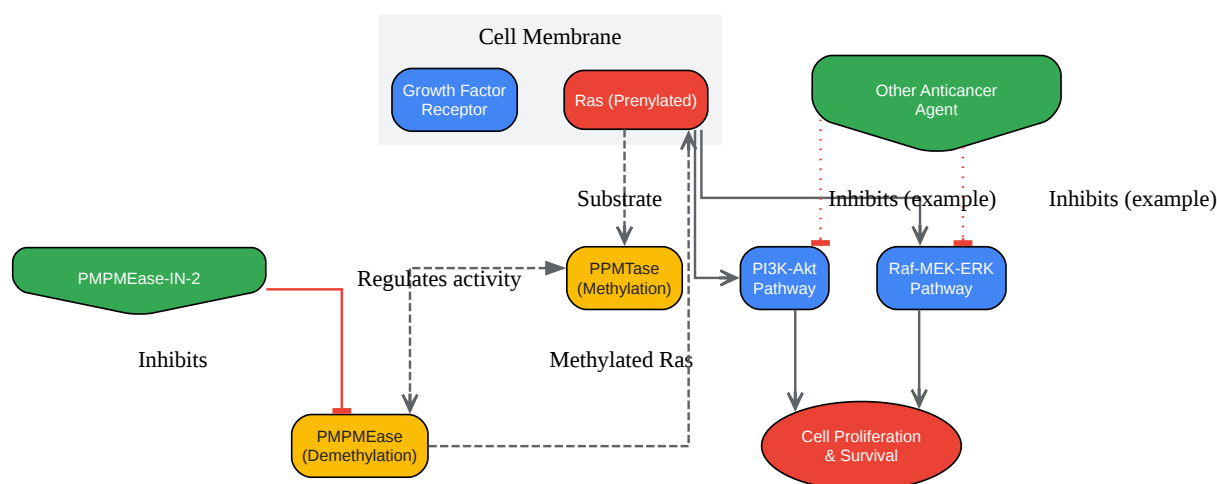 Cell Membrane
Growth Factor
Receptor
Ras (Prenylated)
Other Anticancer
Agent
Substrate
Inhibits (example)
Inhibits (example)
PMPMEase-IN-2
Regulates activity
PPMTase
(Methylation)
PI3K-Akt
Pathway
Raf-MEK-ERK
Pathway
Inhibits
Methylated Ras
PMPMEase
(Demethylation)
Cell Proliferation
& Survival